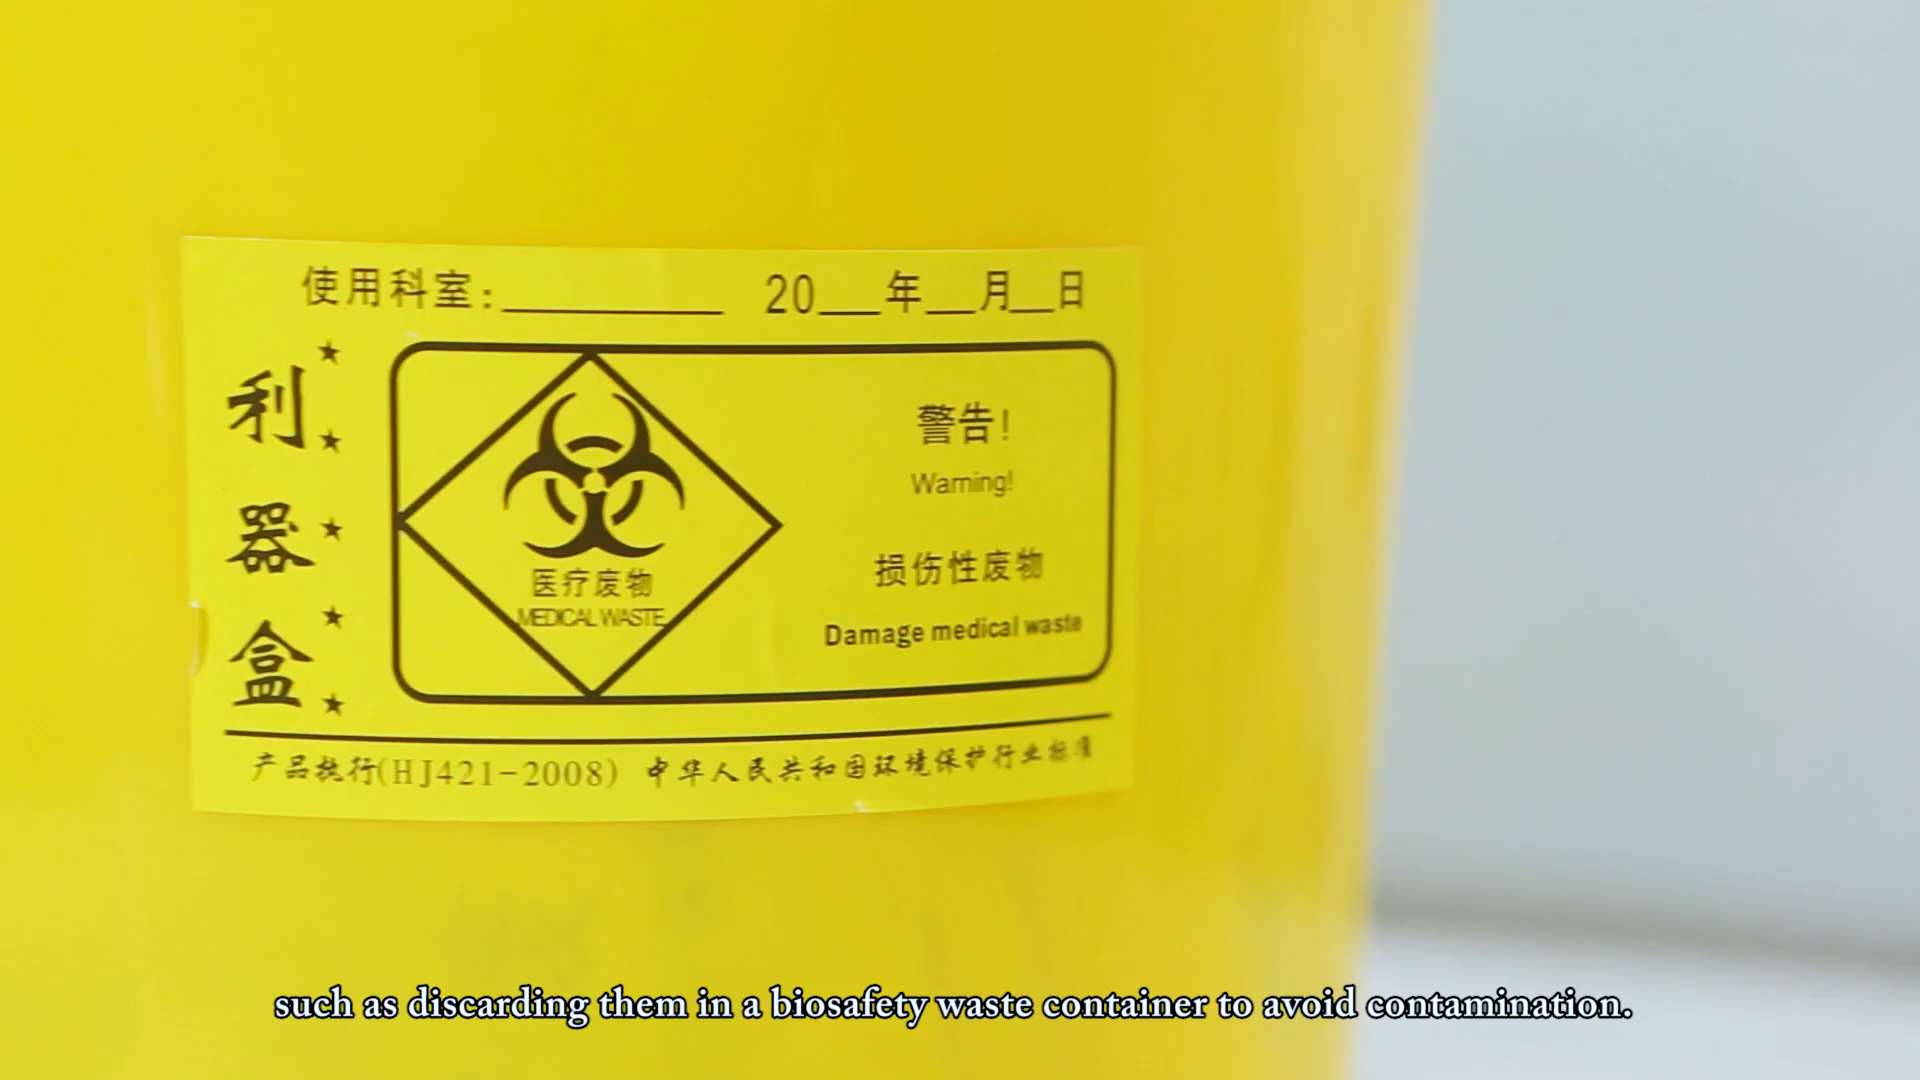 使用科室:__________ 20___年__月__日
利器盒
警告!
Warning!
医疗废物
MEDICAL WASTE
损伤性废物
Damage medical waste
产品执行(HJ421-2008) 中华人民共和国环境保护行业标准
such as discarding them in a biosafety waste container to avoid contamination.